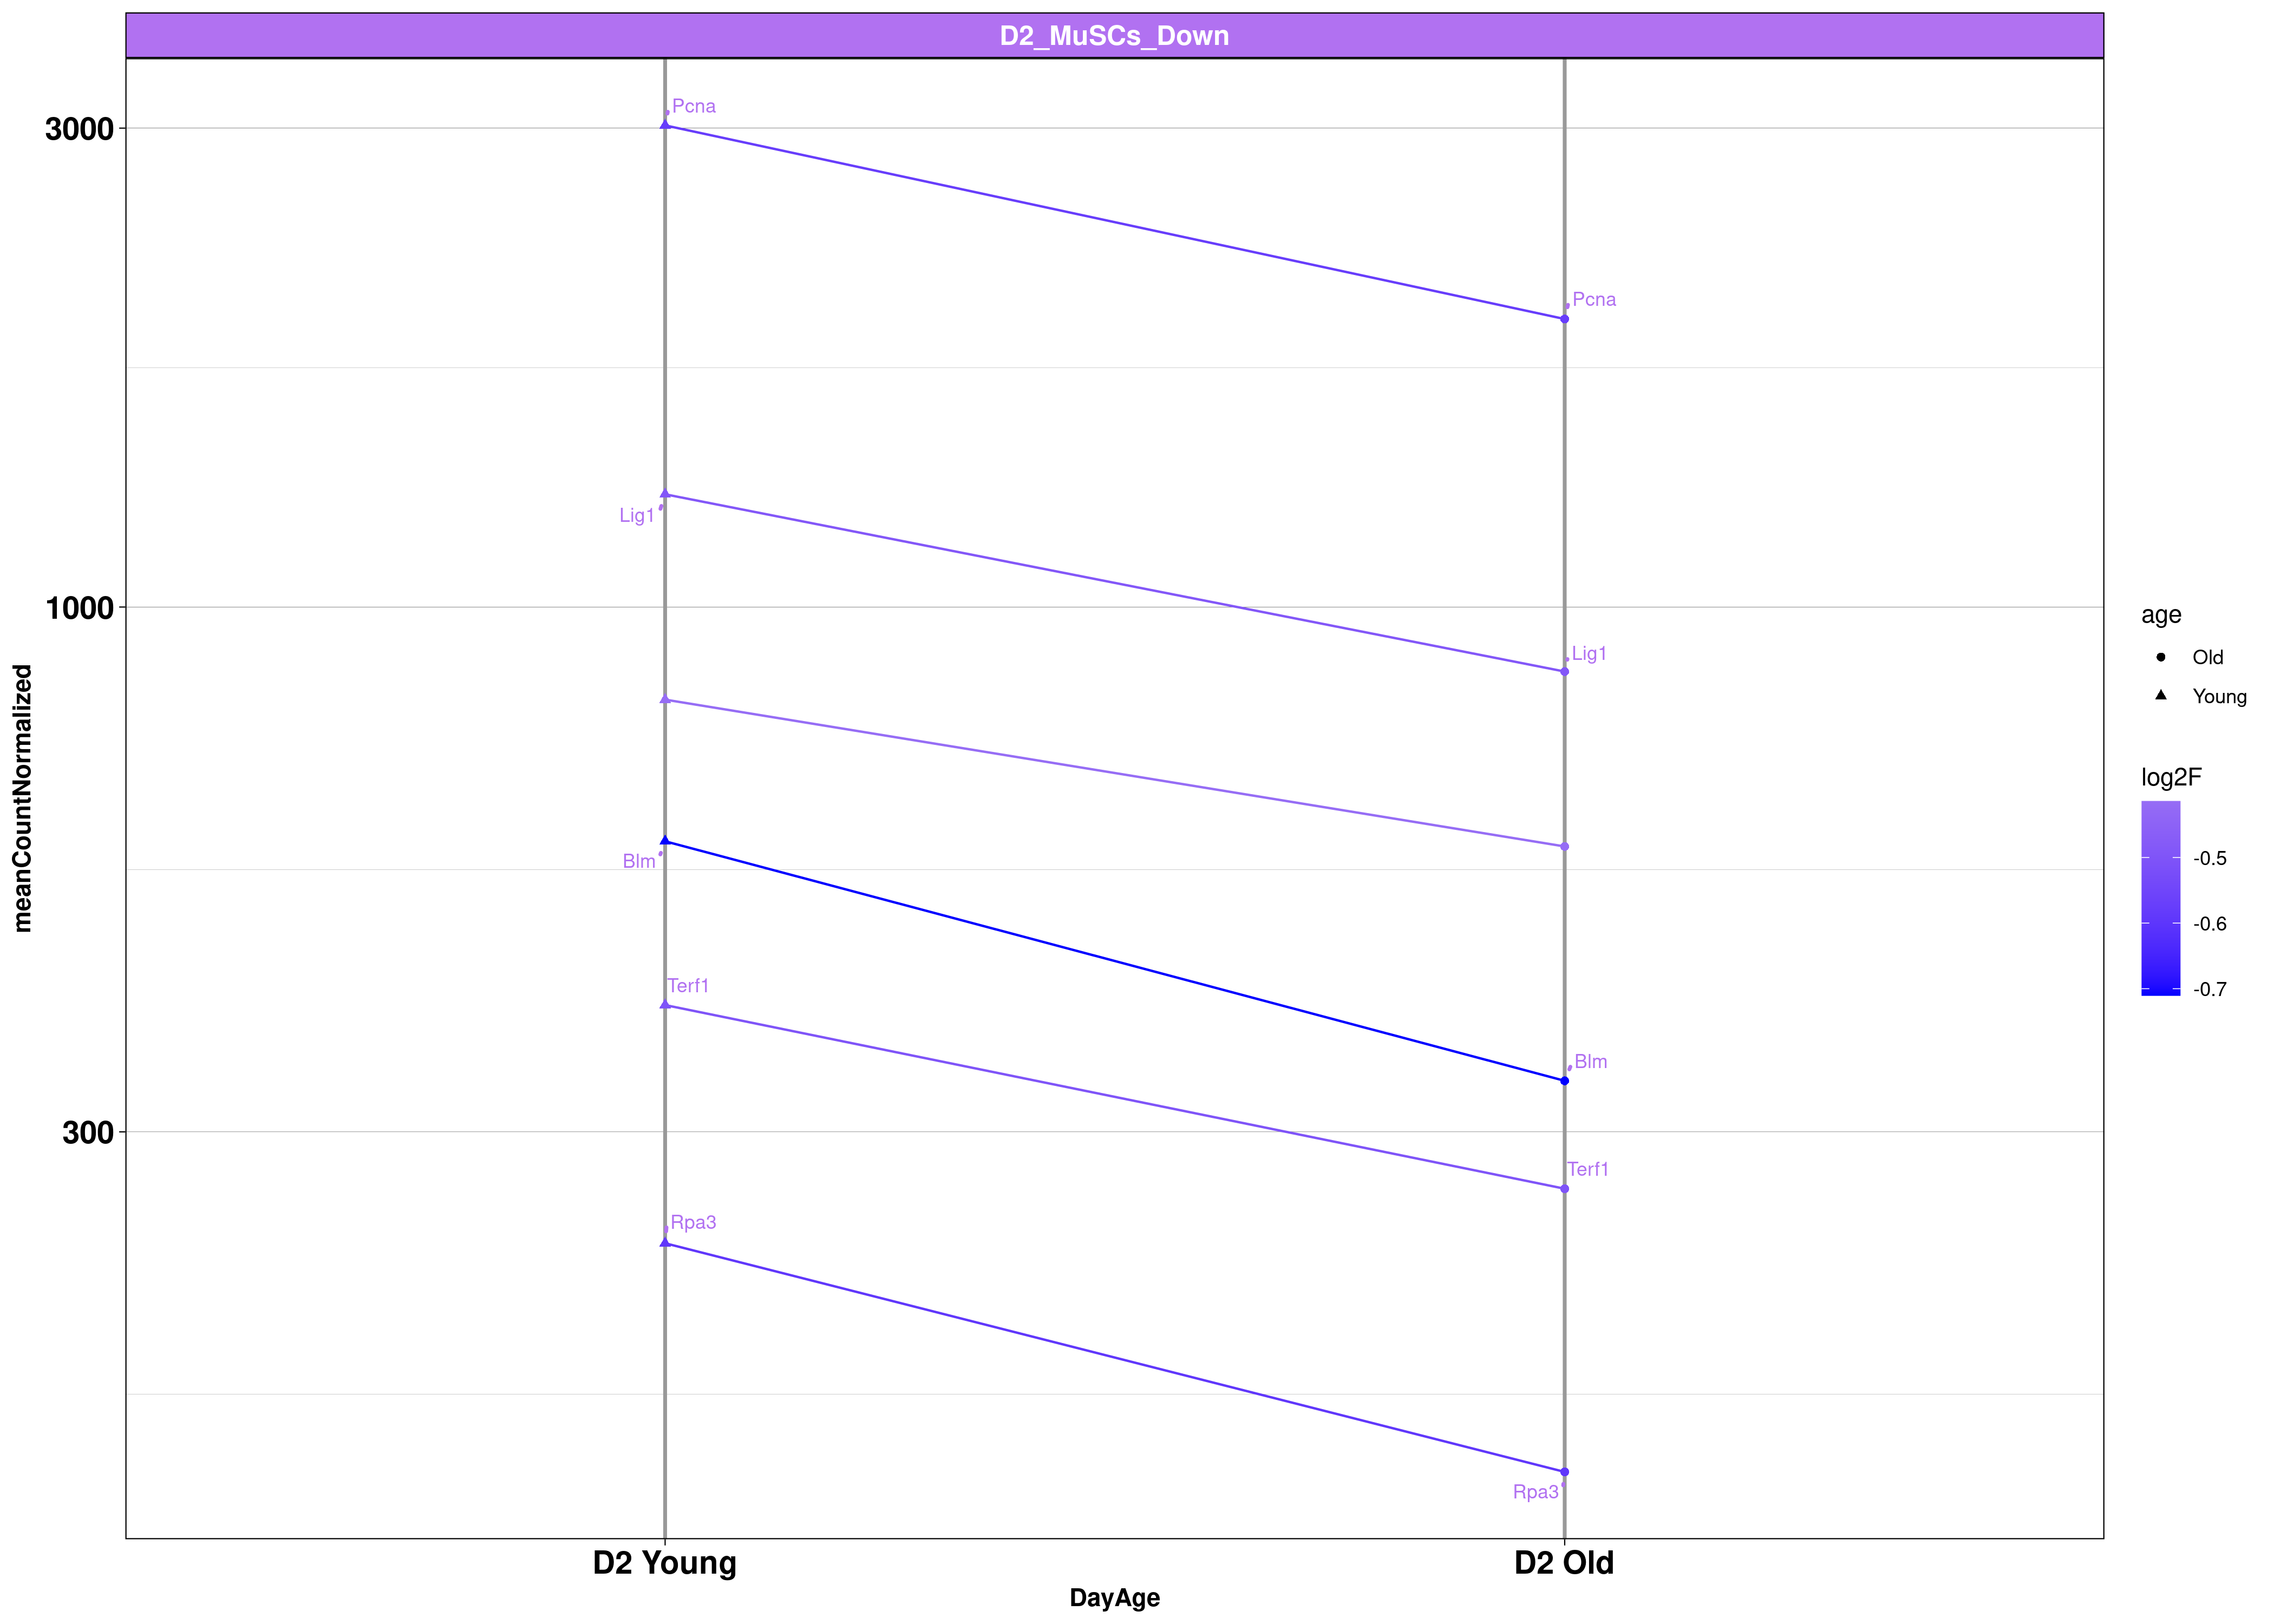 D2_MuSCs_Down
meanCountNormalized
3000
1000
300
Pcna
Pcna
Lig1
Lig1
Blm
Terf1
Blm
Terf1
Rpa3
Rpa3
D2 Young
D2 Old
DayAge
age
Old
Young
log2F
-0.5
-0.6
-0.7